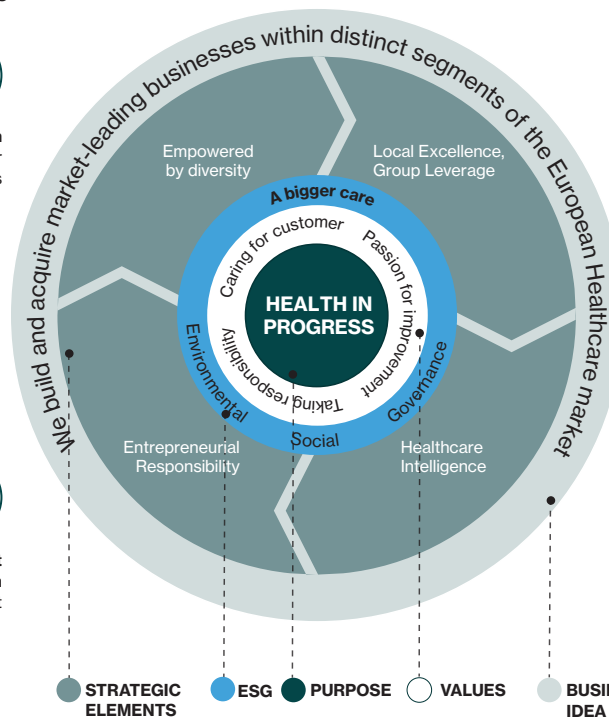 We build and acquire market-leading businesses within distinct segments of the European Healthcare market
Empowered
by diversity
Local Excellence,
Group Leverage
A bigger care
Caring for customer
Passion for improvement
HEALTH IN
PROGRESS
Taking responsibility
Environmental
Social
Governance
Entrepreneurial
Responsibility
Healthcare
Intelligence
STRATEGIC
ELEMENTS
ESG
PURPOSE
VALUES
IDEA